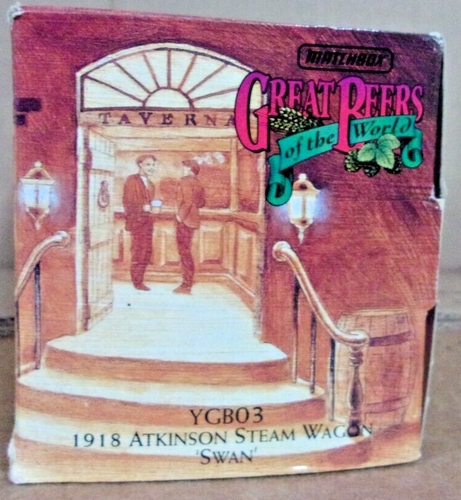 MATCHBOX
GREAT BEERS
of the World
TAVERNA
YGB03
1918 ATKINSON STEAM WAGON
'SWAN'